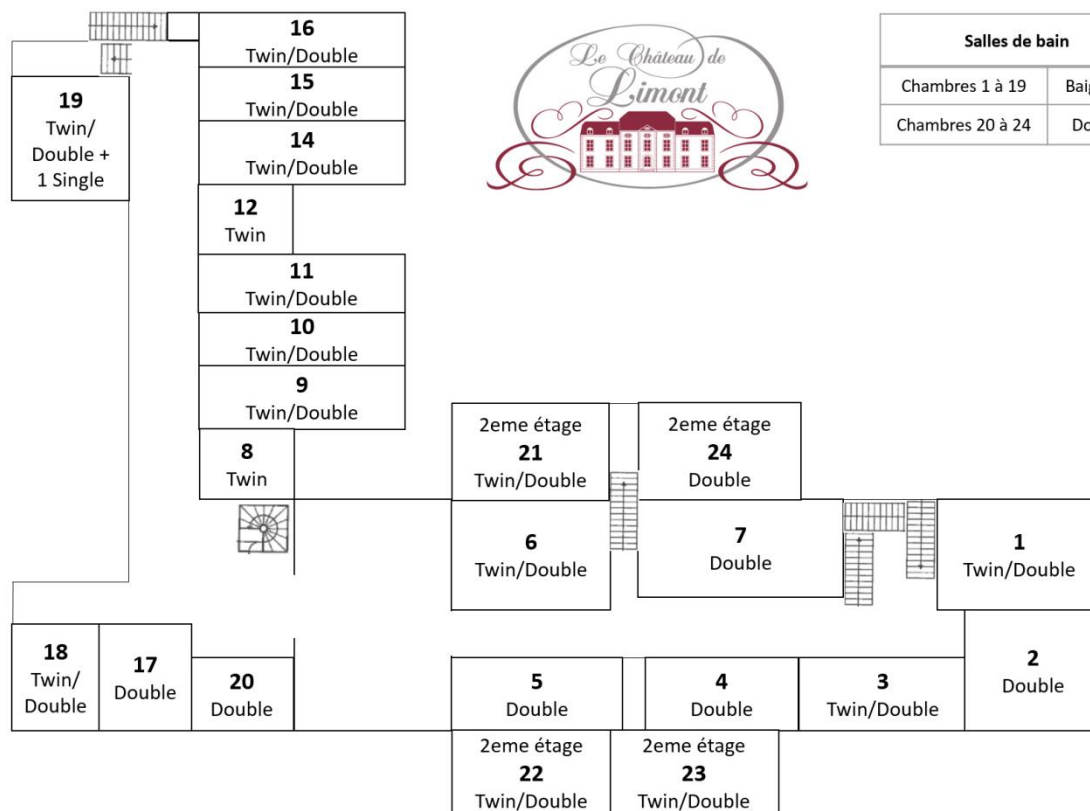 16
Twin/Double
15
Twin/Double
14
Twin/Double
19
Twin/
Double +
1 Single
12
Twin
11
Twin/Double
10
Twin/Double
9
Twin/Double
8
Twin
Le Château de
Limont
Salles de bain
Chambres 1 à 19
Chambres 20 à 24
2eme étage
21
Twin/Double
2eme étage
24
Double
6
Twin/Double
7
Double
1
Twin/Double
18
Twin/
Double
17
Double
20
Double
5
Double
4
Double
3
Twin/Double
2
Double
2eme étage
22
Twin/Double
2eme étage
23
Twin/Double